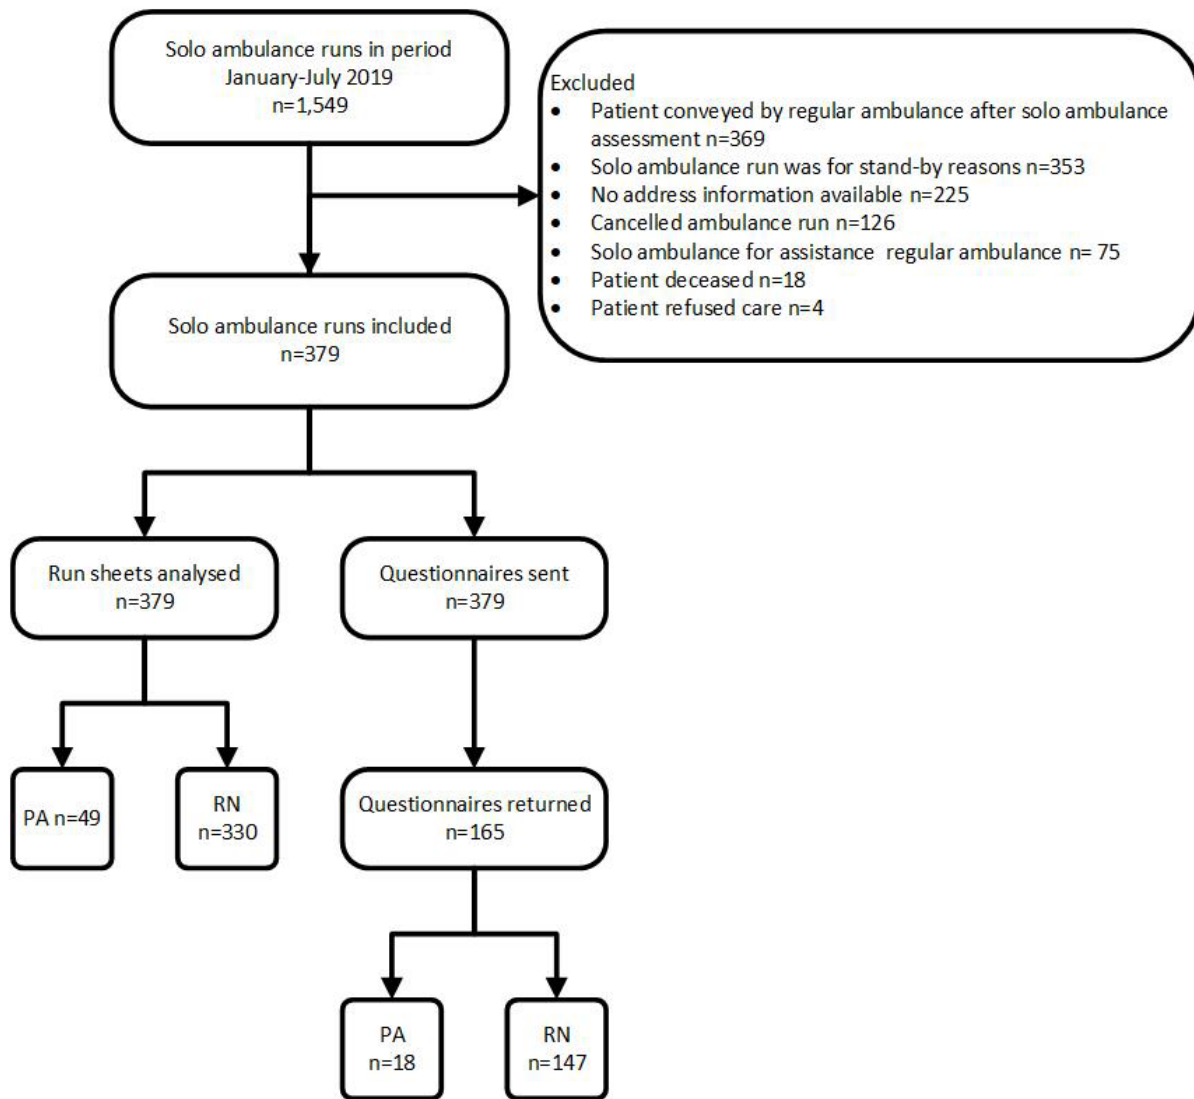 Solo ambulance runs in period
January-July 2019
n=1,549
Excluded
• Patient conveyed by regular ambulance after solo ambulance
assessment n=369
• Solo ambulance run was for stand-by reasons n=353
• No address information available n=225
• Cancelled ambulance run n=126
• Solo ambulance for assistance  regular ambulance n= 75
• Patient deceased n=18
• Patient refused care n=4
Solo ambulance runs included
n=379
Run sheets analysed
n=379
Questionnaires sent
n=379
PA n=49
RN
n=330
Questionnaires returned
n=165
PA
n=18
RN
n=147